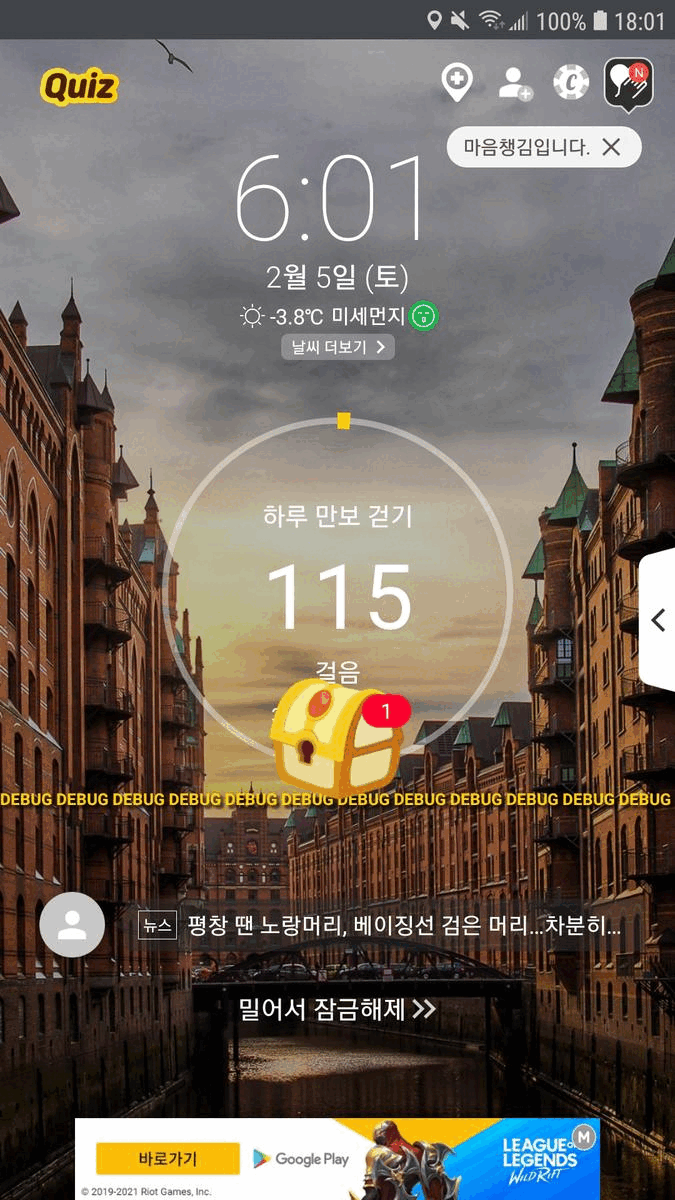 100% 18:01
Quiz
C
N
마음챙김입니다.
6:01
2월 5일 (토)
-3.8℃ 미세먼지
날씨 더보기
하루 만보 걷기
115
걸음
1
DEBUG DEBUG DEBUG DEBUG DEBUG DEBUG DEBUG DEBUG DEBUG DEBUG DEBUG DEBUG
뉴스 평창 땐 노랑머리, 베이징선 검은 머리...차분히...
밀어서 잠금해제
바로가기
Google Play
LEAGUE of
LEGENDS
WILD RIFT
M
© 2019-2021 Riot Games, Inc.